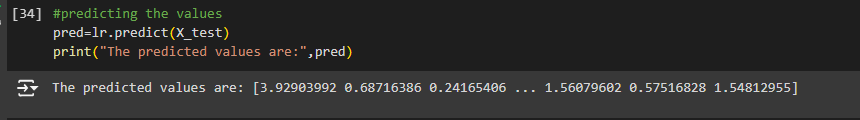 [34] #predicting the values
pred=lr.predict(X_test)
print("The predicted values are:",pred)
The predicted values are: [3.92903992 0.68716386 0.24165406 ... 1.56079602 0.57516828 1.54812955]